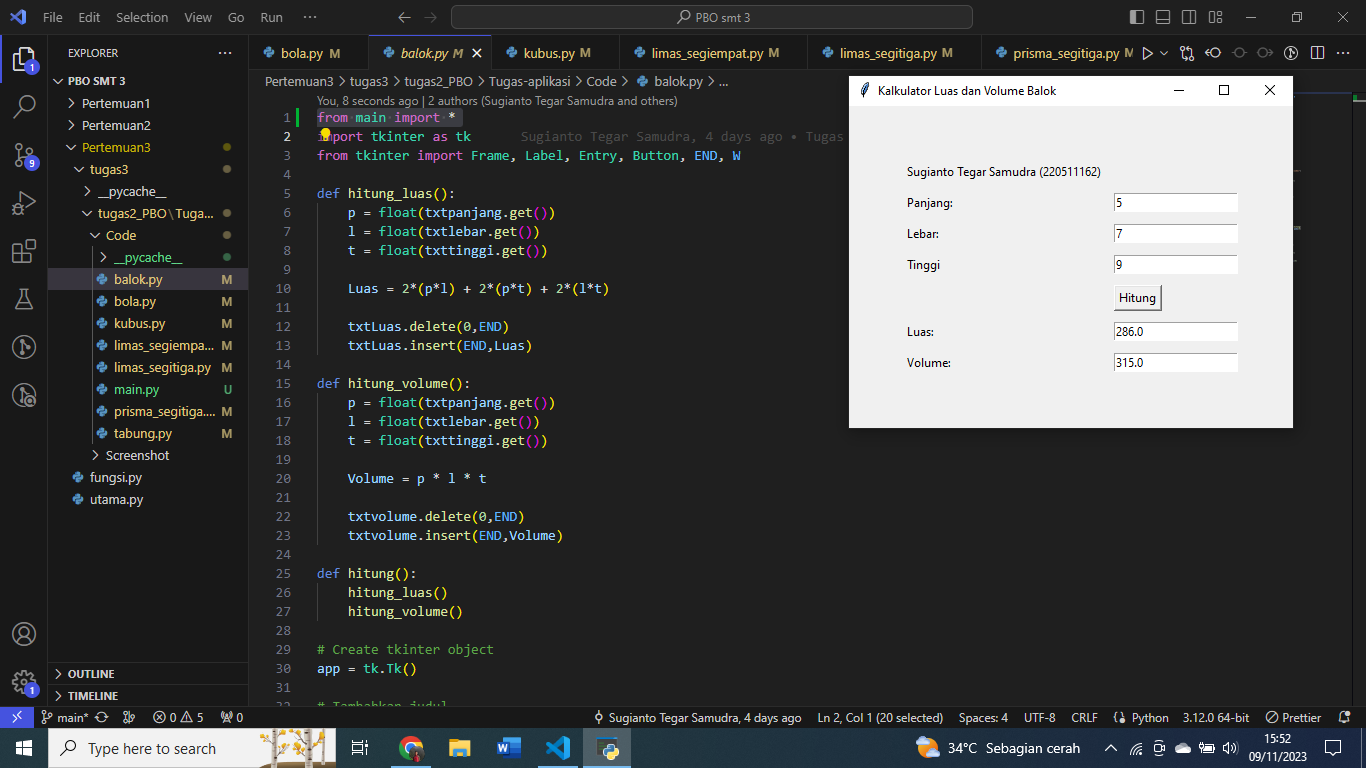 File Edit Selection View Go Run ···
PBO smt 3
EXPLORER ···
PBO SMT 3
Pertemuan1
Pertemuan2
Pertemuan3
tugas3
__pycache__
tugas2_PBO\Tuga...
Code
__pycache__
balok.py M
bola.py M
kubus.py M
limas_segiempa... M
limas_segitiga.py M
main.py U
prisma_segitiga.... M
tabung.py M
Screenshot
fungsi.py
utama.py
OUTLINE
TIMELINE
bola.py M balok.py M kubus.py M limas_segiempat.py M limas_segitiga.py M prisma_segitiga.py M
Pertemuan3 > tugas3 > tugas2_PBO > Tugas-aplikasi > Code > balok.py > ...
You, 8 seconds ago | 2 authors (Sugianto Tegar Samudra and others)
1 from main import *
2 import tkinter as tk Sugianto Tegar Samudra, 4 days ago • Tugas
3 from tkinter import Frame, Label, Entry, Button, END, W
4
5 def hitung_luas():
6 p = float(txtpanjang.get())
7 l = float(txtlebar.get())
8 t = float(txttinggi.get())
9
10 Luas = 2*(p*l) + 2*(p*t) + 2*(l*t)
11
12 txtLuas.delete(0,END)
13 txtLuas.insert(END,Luas)
14
15 def hitung_volume():
16 p = float(txtpanjang.get())
17 l = float(txtlebar.get())
18 t = float(txttinggi.get())
19
20 Volume = p * l * t
21
22 txtvolume.delete(0,END)
23 txtvolume.insert(END,Volume)
24
25 def hitung():
26 hitung_luas()
27 hitung_volume()
28
29 # Create tkinter object
30 app = tk.Tk()
31
32 # Tambahkan judul
Kalkulator Luas dan Volume Balok
Sugianto Tegar Samudra (220511162)
Panjang: 5
Lebar: 7
Tinggi 9
Hitung
Luas: 286.0
Volume: 315.0
1
9
1
main* 0 5 0 Sugianto Tegar Samudra, 4 days ago Ln 2, Col 1 (20 selected) Spaces: 4 UTF-8 CRLF Python 3.12.0 64-bit Prettier
Type here to search
34°C Sebagian cerah
15:52
09/11/2023